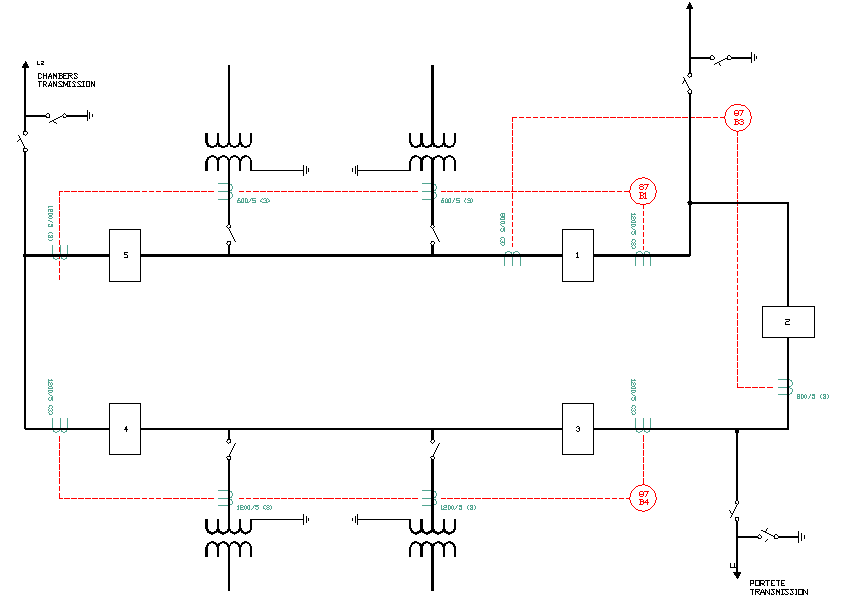 L2
CHAMBERS
TRANSMISSION
87
B3
87
B1
600/5 (3)
600/5 (3)
1200/5 (3)
800/5 (3)
1200/5 (3)
5
1
2
800/5 (3)
1200/5 (3)
1200/5 (3)
4
3
87
B4
1200/5 (3)
1200/5 (3)
L1
PORTETE
TRANSMISSION